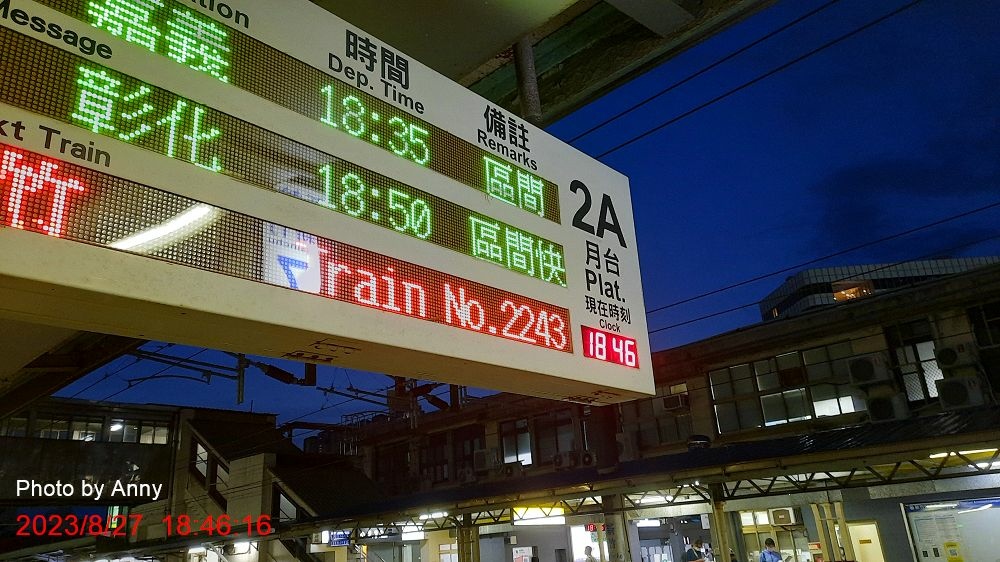 時間
Dep. Time
備註
Remarks
Message
嘉義 18:35 區間
彰化 18:50 區間快
Train
竹 Train No.2243
2A
月台
Plat.
現在時刻
Clock
18 46
Photo by Anny
2023/8/27 18:46:16